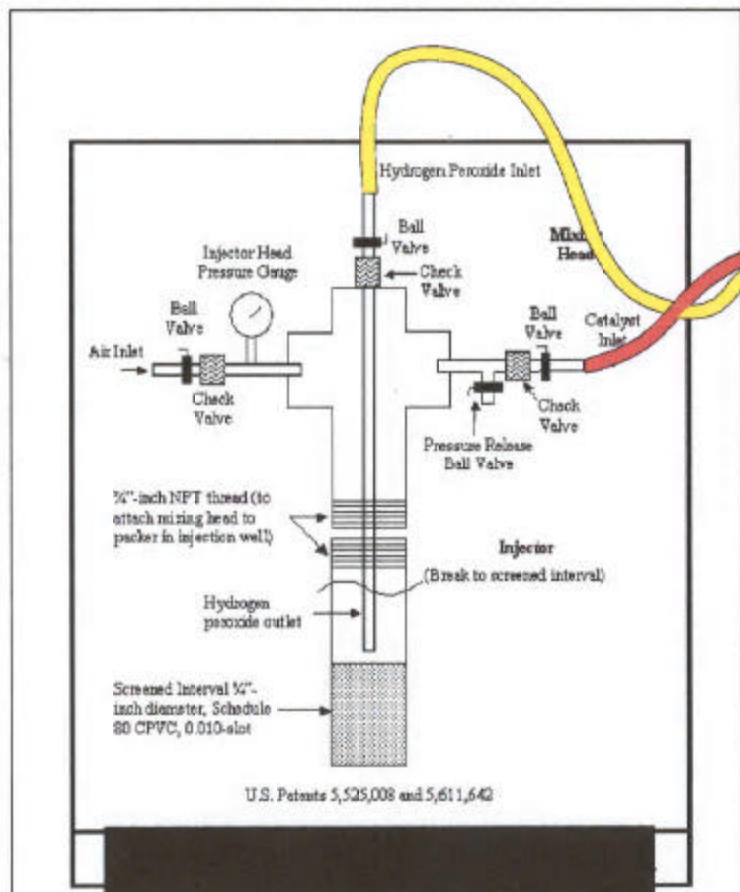 Hydrogen Peroxide Inlet
Ball
Valve
Mixing
Head
Injector Head
Pressure Gauge
Check
Valve
Ball
Valve
Ball
Valve
Catalyst
Inlet
Air Inlet
Check
Valve
Check
Valve
Pressure Release
Ball Valve
¾"-inch NPT thread (to
attach mixing head to
packer in injection well)
Injector
(Break to screened interval)
Hydrogen
peroxide outlet
Screened Interval ¾"-
inch diameter, Schedule
80 CPVC, 0.010-slot
U.S. Patents 5,525,008 and 5,611,642